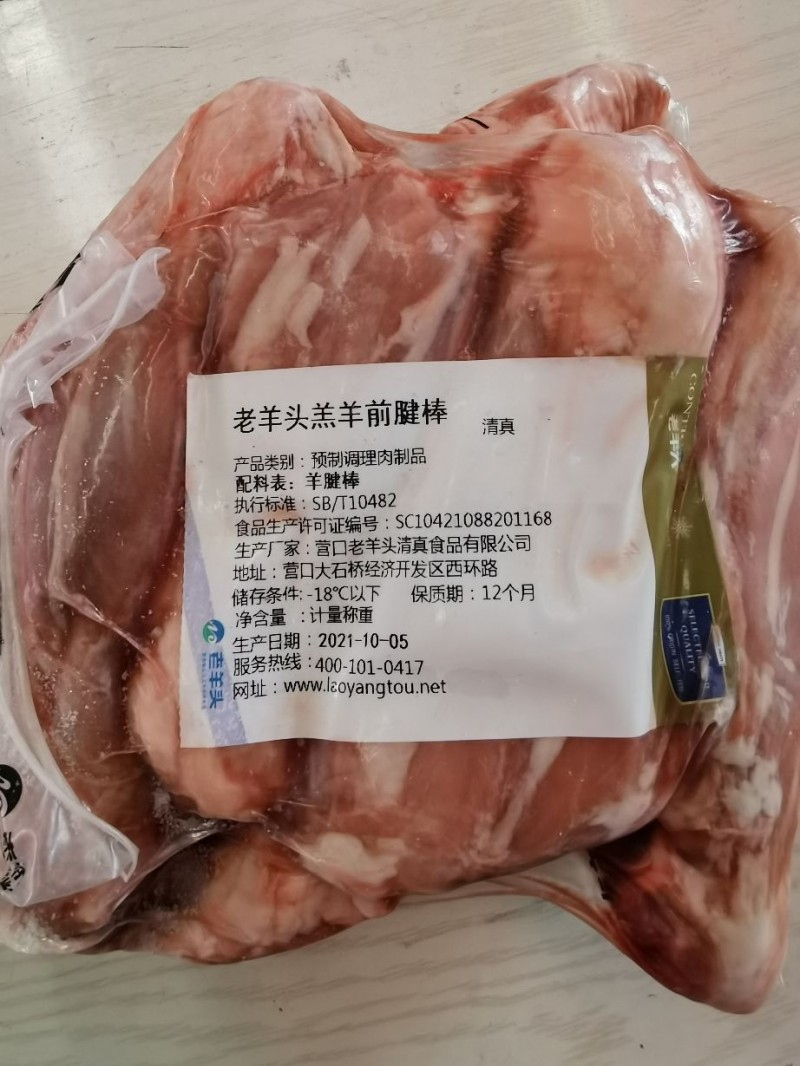 老羊头羔羊前腱棒 清真
产品类别：预制调理肉制品
配料表：羊腱棒
执行标准：SB/T10482
食品生产许可证编号：SC10421088201168
生产厂家：营口老羊头清真食品有限公司
地址：营口大石桥经济开发区西环路
储存条件：-18℃以下 保质期：12个月
净含量 ：计量称重
生产日期：2021-10-05
服务热线：400-101-0417
网址：www.laoyangtou.net
老羊头
SELECTED
QUALITY